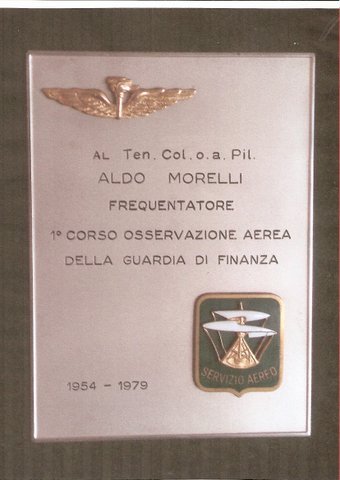 AL Ten. Col. o. a. Pil.
ALDO MORELLI
FREQUENTATORE
1° CORSO OSSERVAZIONE AEREA
DELLA GUARDIA DI FINANZA
SERVIZIO AEREO
1954 - 1979